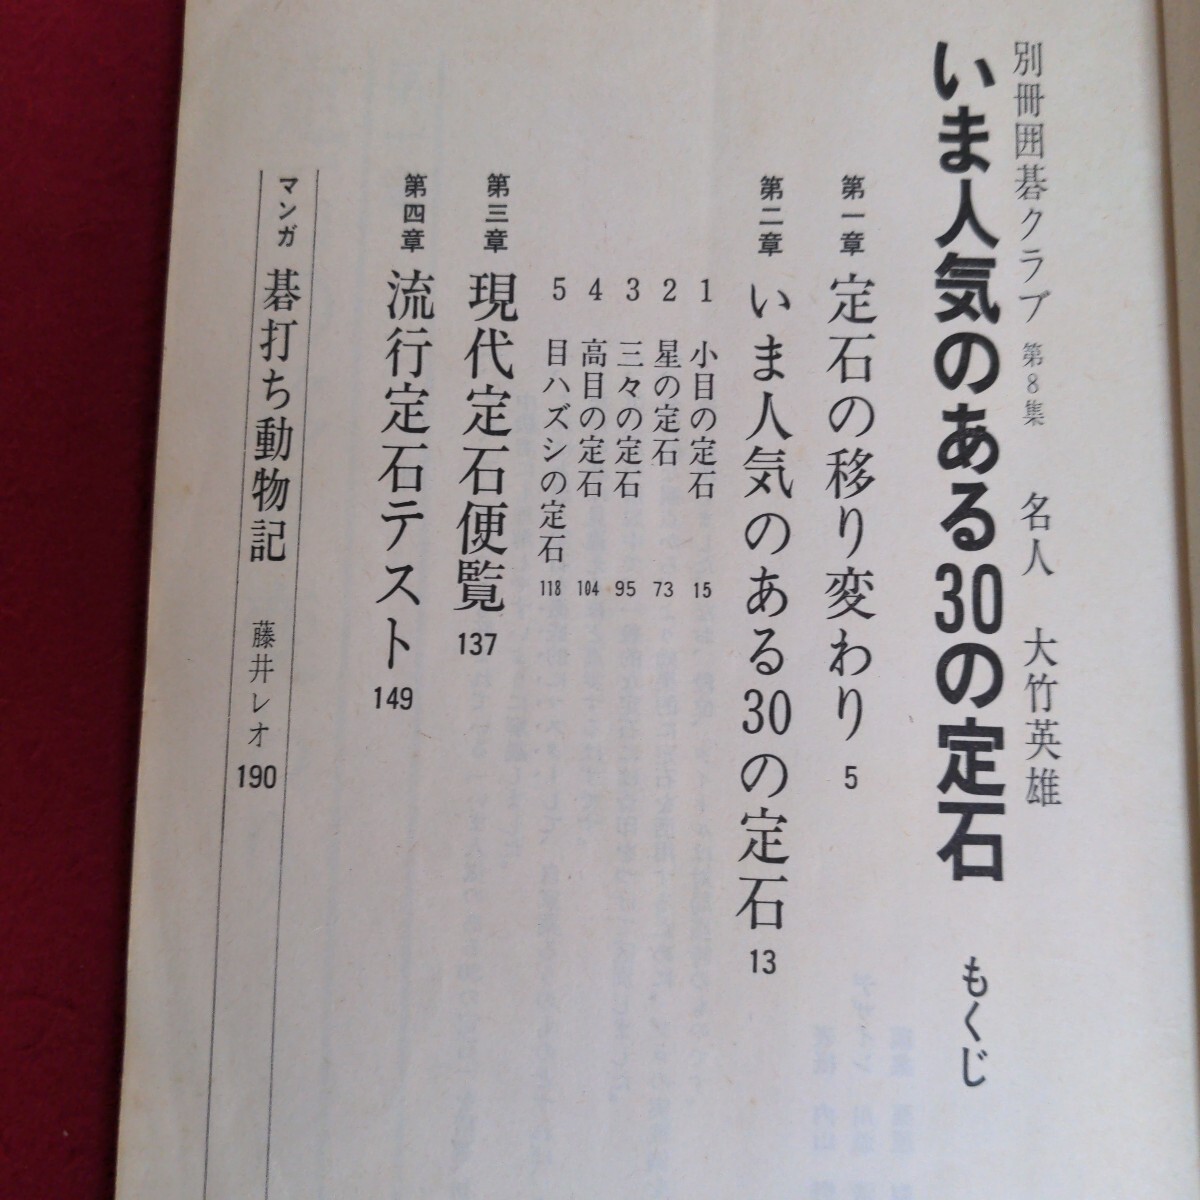 別冊囲碁クラブ 第8集 名人 大竹英雄
いま人気のある30の定石 もくじ
第一章 定石の移り変わり 5
第二章 いま人気のある30の定石 13
1 小目の定石 15
2 星の定石 73
3 三々の定石 95
4 高目の定石 104
5 目ハズシの定石 118
第三章 現代定石便覧 137
第四章 流行定石テスト 149
マンガ 碁打ち動物記 藤井レオ 190